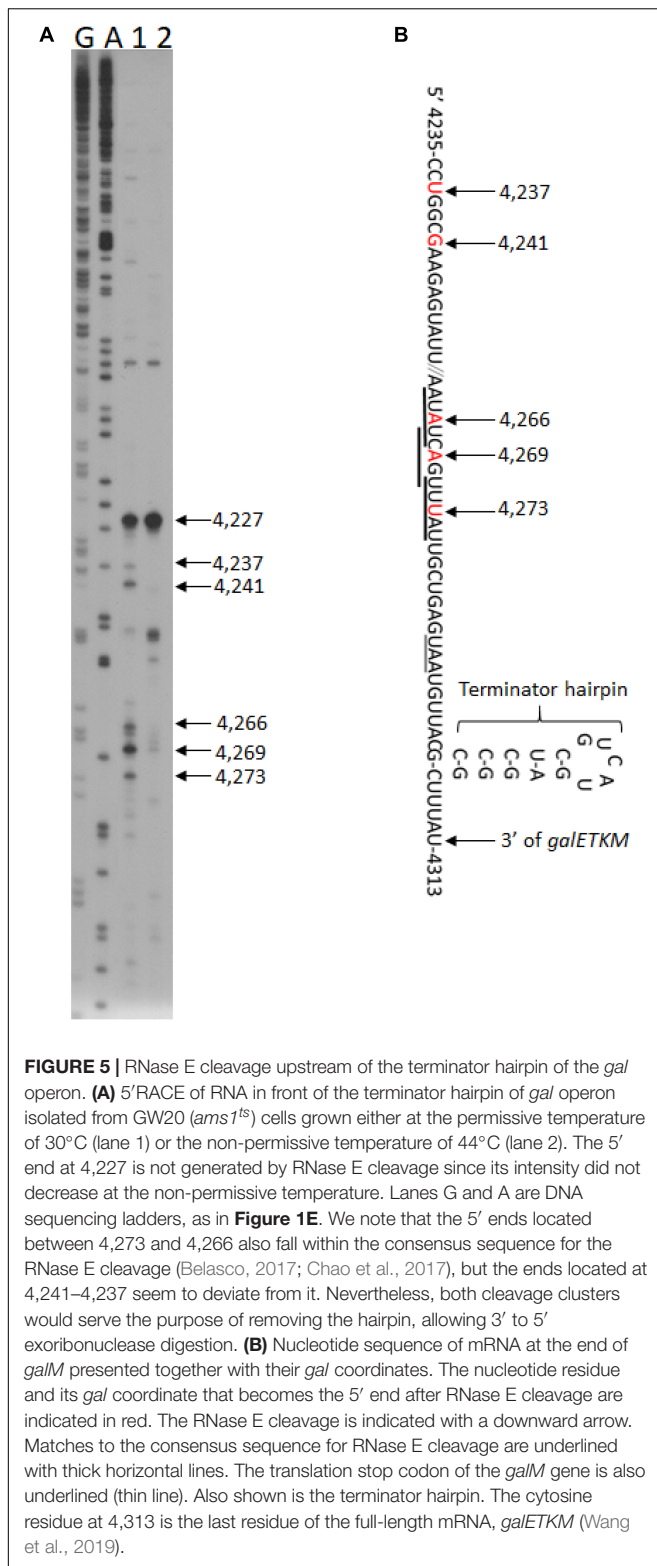 A
G A 1 2
4,227
4,237
4,241
4,266
4,269
4,273
B
5′ 4235-CCUGGCGAAGAGUAUU//AAUAUCAGUUUAUUGCUGAGUAAUGUUACG-CUUUAU-4313
4,237
4,241
4,266
4,269
4,273
Terminator hairpin
C-G
C-G
C-G
U-A
C-G
G
U
U
C
A
3′ of galETKM
FIGURE 5 | RNase E cleavage upstream of the terminator hairpin of the gal
operon. (A) 5′RACE of RNA in front of the terminator hairpin of gal operon
isolated from GW20 (ams1ts) cells grown either at the permissive temperature
of 30°C (lane 1) or the non-permissive temperature of 44°C (lane 2). The 5′
end at 4,227 is not generated by RNase E cleavage since its intensity did not
decrease at the non-permissive temperature. Lanes G and A are DNA
sequencing ladders, as in Figure 1E. We note that the 5′ ends located
between 4,273 and 4,266 also fall within the consensus sequence for the
RNase E cleavage (Belasco, 2017; Chao et al., 2017), but the ends located at
4,241–4,237 seem to deviate from it. Nevertheless, both cleavage clusters
would serve the purpose of removing the hairpin, allowing 3′ to 5′
exoribonuclease digestion. (B) Nucleotide sequence of mRNA at the end of
galM presented together with their gal coordinates. The nucleotide residue
and its gal coordinate that becomes the 5′ end after RNase E cleavage are
indicated in red. The RNase E cleavage is indicated with a downward arrow.
Matches to the consensus sequence for RNase E cleavage are underlined
with thick horizontal lines. The translation stop codon of the galM gene is also
underlined (thin line). Also shown is the terminator hairpin. The cytosine
residue at 4,313 is the last residue of the full-length mRNA, galETKM (Wang
et al., 2019).